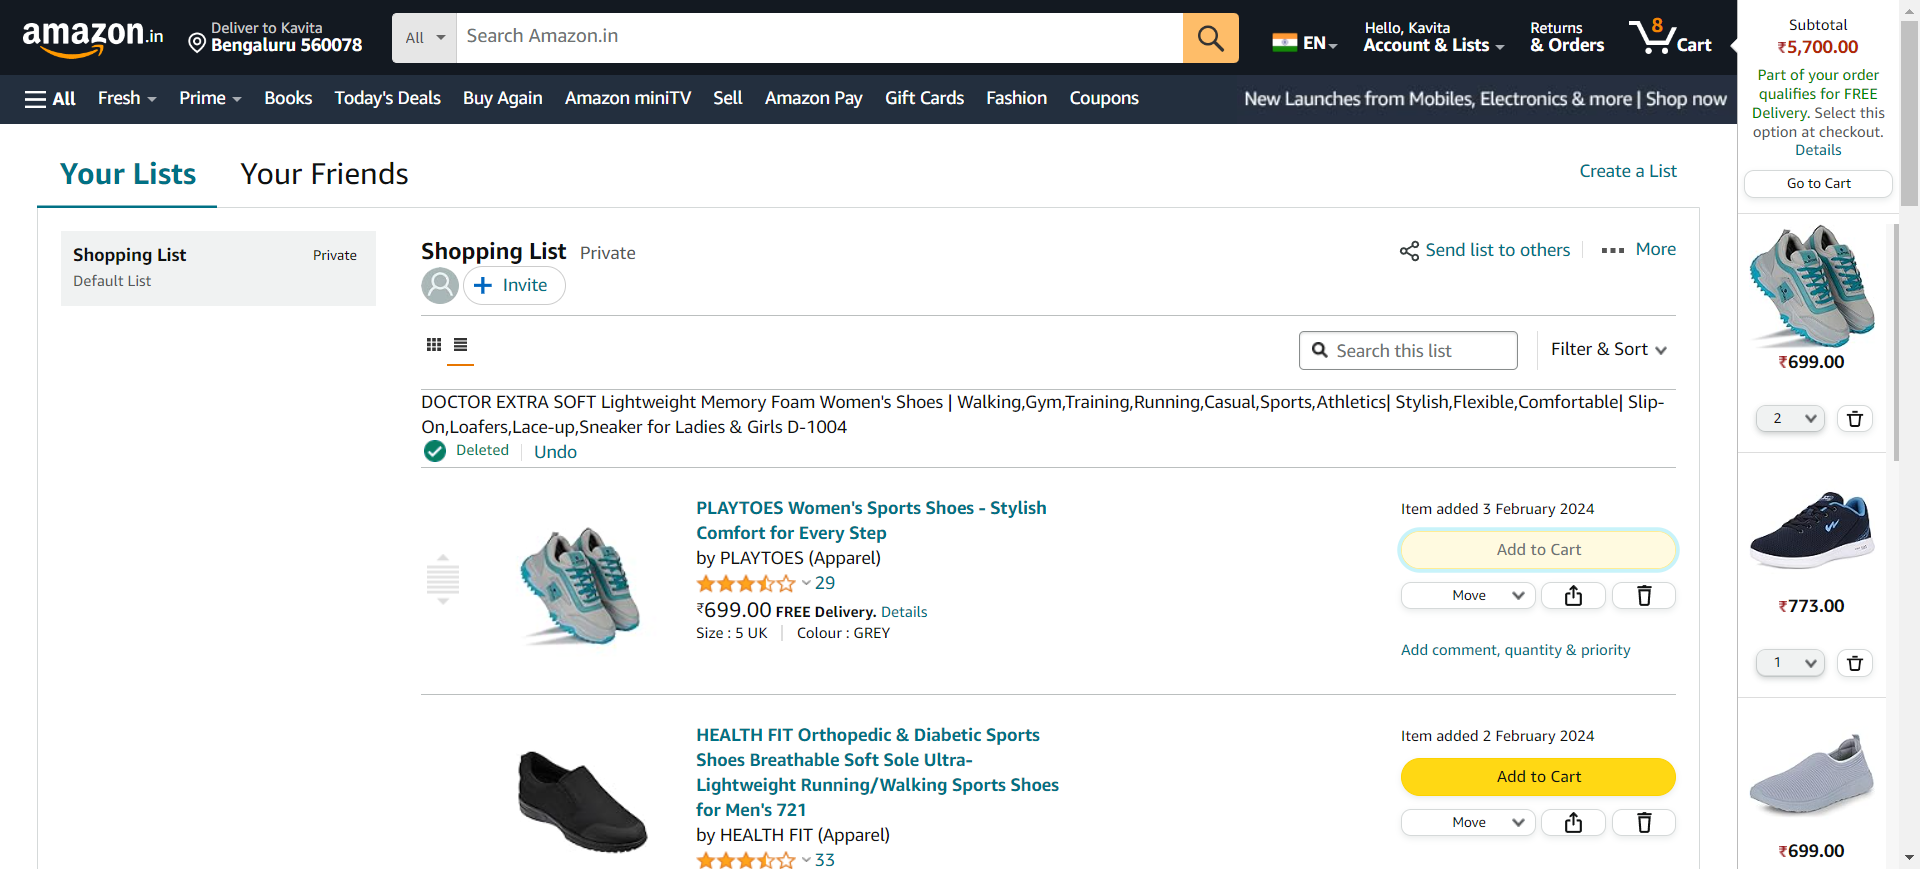 amazon.in
Deliver to Kavita
Bengaluru 560078
All
Search Amazon.in
EN
Hello, Kavita
Account & Lists
Returns
& Orders
8
Cart
All
Fresh
Prime
Books
Today's Deals
Buy Again
Amazon miniTV
Sell
Amazon Pay
Gift Cards
Fashion
Coupons
New Launches from Mobiles, Electronics & more | Shop now
Subtotal
₹5,700.00
Part of your order
qualifies for FREE
Delivery. Select this
option at checkout.
Details
Go to Cart
₹699.00
2
₹773.00
1
₹699.00
Your Lists
Your Friends
Create a List
Shopping List
Private
Default List
Shopping List Private
Send list to others
More
Invite
Search this list
Filter & Sort
DOCTOR EXTRA SOFT Lightweight Memory Foam Women's Shoes | Walking,Gym,Training,Running,Casual,Sports,Athletics| Stylish,Flexible,Comfortable| Slip-
On,Loafers,Lace-up,Sneaker for Ladies & Girls D-1004
Deleted
Undo
PLAYTOES Women's Sports Shoes - Stylish
Comfort for Every Step
by PLAYTOES (Apparel)
29
₹699.00 FREE Delivery. Details
Size : 5 UK | Colour : GREY
Item added 3 February 2024
Add to Cart
Move
Add comment, quantity & priority
HEALTH FIT Orthopedic & Diabetic Sports
Shoes Breathable Soft Sole Ultra-
Lightweight Running/Walking Sports Shoes
for Men's 721
by HEALTH FIT (Apparel)
33
Item added 2 February 2024
Add to Cart
Move